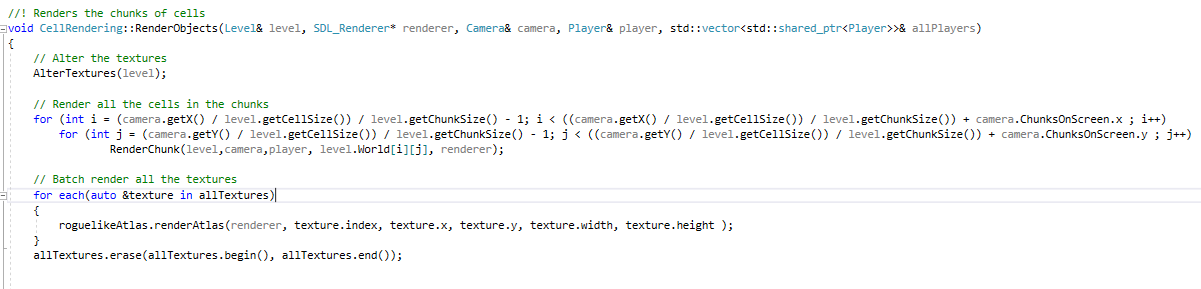 //! Renders the chunks of cells
void CellRendering::RenderObjects(Level& level, SDL_Renderer* renderer, Camera& camera, Player& player, std::vector<std::shared_ptr<Player>>& allPlayers)
{
// Alter the textures
AlterTextures(level);
// Render all the cells in the chunks
for (int i = (camera.getX() / level.getCellSize()) / level.getChunkSize() - 1; i < ((camera.getX() / level.getCellSize()) / level.getChunkSize()) + camera.ChunksOnScreen.x ; i++)
for (int j = (camera.getY() / level.getCellSize()) / level.getChunkSize() - 1; j < ((camera.getY() / level.getCellSize()) / level.getChunkSize()) + camera.ChunksOnScreen.y ; j++)
RenderChunk(level,camera,player, level.World[i][j], renderer);
// Batch render all the textures
for each(auto &texture in allTextures)
{
roguelikeAtlas.renderAtlas(renderer, texture.index, texture.x, texture.y, texture.width, texture.height );
}
allTextures.erase(allTextures.begin(), allTextures.end());